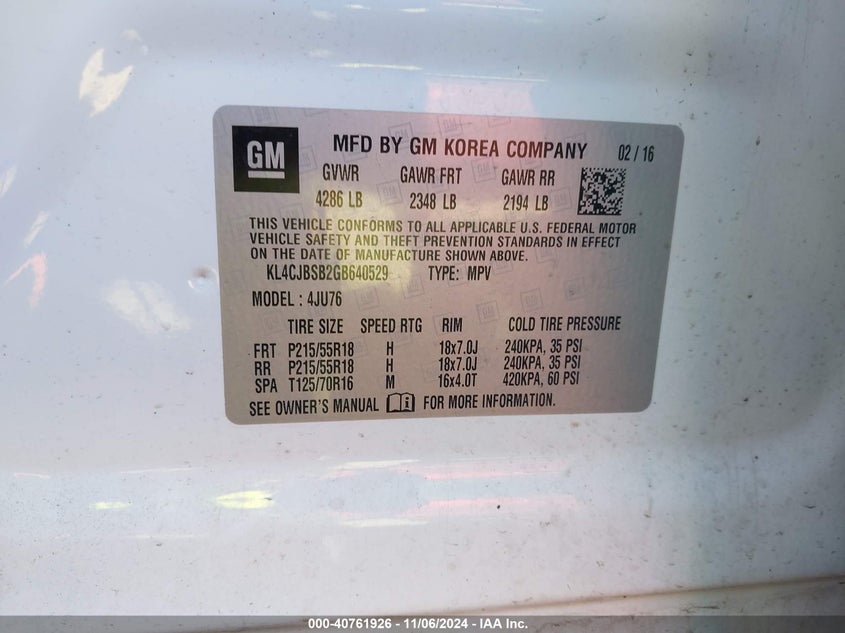 GM
MFD BY GM KOREA COMPANY 02 / 16
GVWR GAWR FRT GAWR RR
4286 LB 2348 LB 2194 LB
THIS VEHICLE CONFORMS TO ALL APPLICABLE U.S. FEDERAL MOTOR
VEHICLE SAFETY AND THEFT PREVENTION STANDARDS IN EFFECT
ON THE DATE OF MANUFACTURE SHOWN ABOVE.
KL4CJBSB2GB640529 TYPE: MPV
MODEL : 4JU76
TIRE SIZE SPEED RTG RIM COLD TIRE PRESSURE
FRT P215/55R18 H 18x7.0J 240KPA, 35 PSI
RR P215/55R18 H 18x7.0J 240KPA, 35 PSI
SPA T125/70R16 M 16x4.0T 420KPA, 60 PSI
SEE OWNER'S MANUAL FOR MORE INFORMATION.
000-40761926 - 11/06/2024 - IAA Inc.